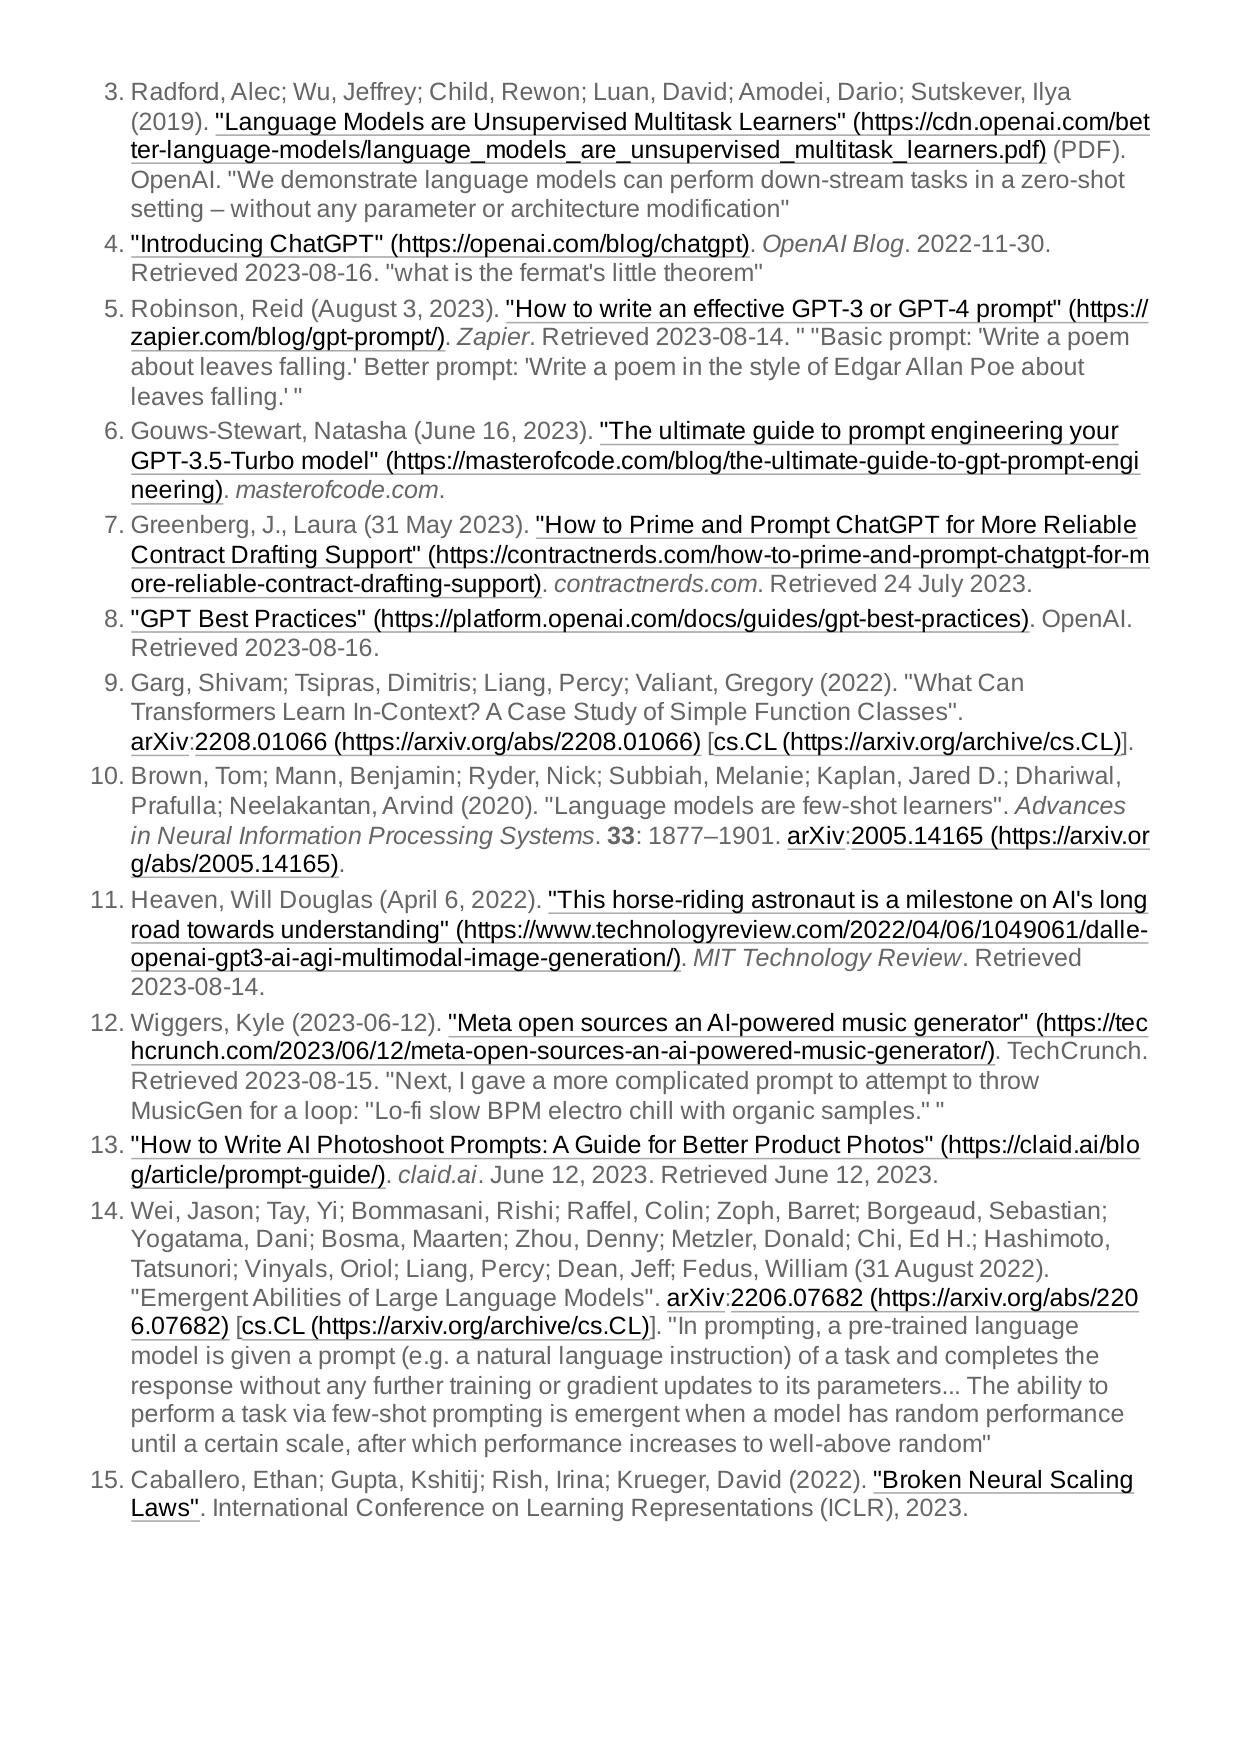 3. Radford, Alec; Wu, Jeffrey; Child, Rewon; Luan, David; Amodei, Dario; Sutskever, Ilya
(2019). "Language Models are Unsupervised Multitask Learners" (https://cdn.openai.com/bet
ter-language-models/language_models_are_unsupervised_multitask_learners.pdf) (PDF).
OpenAI. "We demonstrate language models can perform down-stream tasks in a zero-shot
setting – without any parameter or architecture modification"
4. "Introducing ChatGPT" (https://openai.com/blog/chatgpt). OpenAI Blog. 2022-11-30.
Retrieved 2023-08-16. "what is the fermat's little theorem"
5. Robinson, Reid (August 3, 2023). "How to write an effective GPT-3 or GPT-4 prompt" (https://
zapier.com/blog/gpt-prompt/). Zapier. Retrieved 2023-08-14. " "Basic prompt: 'Write a poem
about leaves falling.' Better prompt: 'Write a poem in the style of Edgar Allan Poe about
leaves falling.' "
6. Gouws-Stewart, Natasha (June 16, 2023). "The ultimate guide to prompt engineering your
GPT-3.5-Turbo model" (https://masterofcode.com/blog/the-ultimate-guide-to-gpt-prompt-engi
neering). masterofcode.com.
7. Greenberg, J., Laura (31 May 2023). "How to Prime and Prompt ChatGPT for More Reliable
Contract Drafting Support" (https://contractnerds.com/how-to-prime-and-prompt-chatgpt-for-m
ore-reliable-contract-drafting-support). contractnerds.com. Retrieved 24 July 2023.
8. "GPT Best Practices" (https://platform.openai.com/docs/guides/gpt-best-practices). OpenAI.
Retrieved 2023-08-16.
9. Garg, Shivam; Tsipras, Dimitris; Liang, Percy; Valiant, Gregory (2022). "What Can
Transformers Learn In-Context? A Case Study of Simple Function Classes".
arXiv:2208.01066 (https://arxiv.org/abs/2208.01066) [cs.CL (https://arxiv.org/archive/cs.CL)].
10. Brown, Tom; Mann, Benjamin; Ryder, Nick; Subbiah, Melanie; Kaplan, Jared D.; Dhariwal,
Prafulla; Neelakantan, Arvind (2020). "Language models are few-shot learners". Advances
in Neural Information Processing Systems. 33: 1877–1901. arXiv:2005.14165 (https://arxiv.or
g/abs/2005.14165).
11. Heaven, Will Douglas (April 6, 2022). "This horse-riding astronaut is a milestone on AI's long
road towards understanding" (https://www.technologyreview.com/2022/04/06/1049061/dalle-
openai-gpt3-ai-agi-multimodal-image-generation/). MIT Technology Review. Retrieved
2023-08-14.
12. Wiggers, Kyle (2023-06-12). "Meta open sources an AI-powered music generator" (https://tec
hcrunch.com/2023/06/12/meta-open-sources-an-ai-powered-music-generator/). TechCrunch.
Retrieved 2023-08-15. "Next, I gave a more complicated prompt to attempt to throw
MusicGen for a loop: "Lo-fi slow BPM electro chill with organic samples." "
13. "How to Write AI Photoshoot Prompts: A Guide for Better Product Photos" (https://claid.ai/blo
g/article/prompt-guide/). claid.ai. June 12, 2023. Retrieved June 12, 2023.
14. Wei, Jason; Tay, Yi; Bommasani, Rishi; Raffel, Colin; Zoph, Barret; Borgeaud, Sebastian;
Yogatama, Dani; Bosma, Maarten; Zhou, Denny; Metzler, Donald; Chi, Ed H.; Hashimoto,
Tatsunori; Vinyals, Oriol; Liang, Percy; Dean, Jeff; Fedus, William (31 August 2022).
"Emergent Abilities of Large Language Models". arXiv:2206.07682 (https://arxiv.org/abs/220
6.07682) [cs.CL (https://arxiv.org/archive/cs.CL)]. "In prompting, a pre-trained language
model is given a prompt (e.g. a natural language instruction) of a task and completes the
response without any further training or gradient updates to its parameters... The ability to
perform a task via few-shot prompting is emergent when a model has random performance
until a certain scale, after which performance increases to well-above random"
15. Caballero, Ethan; Gupta, Kshitij; Rish, Irina; Krueger, David (2022). "Broken Neural Scaling
Laws". International Conference on Learning Representations (ICLR), 2023.